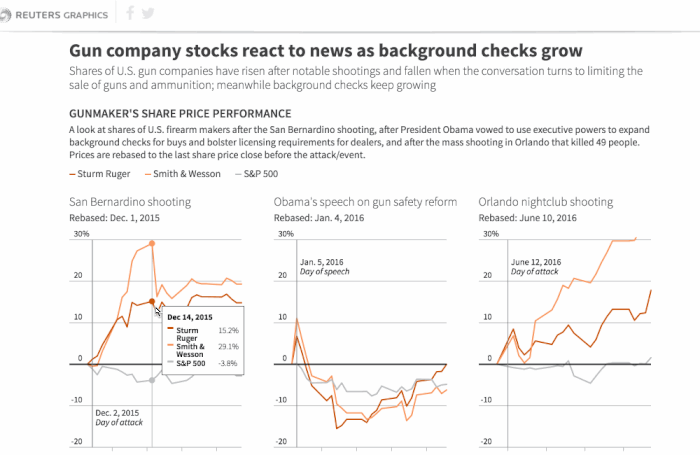 REUTERS GRAPHICS
Gun company stocks react to news as background checks grow
Shares of U.S. gun companies have risen after notable shootings and fallen when the conversation turns to limiting the
sale of guns and ammunition; meanwhile background checks keep growing
GUNMAKER'S SHARE PRICE PERFORMANCE
A look at shares of U.S. firearm makers after the San Bernardino shooting, after President Obama vowed to use executive powers to expand
background checks for buys and bolster licensing requirements for dealers, and after the mass shooting in Orlando that killed 49 people.
Prices are rebased to the last share price close before the attack/event.
Sturm Ruger Smith & Wesson S&P 500
San Bernardino shooting
Rebased: Dec. 1, 2015
30%
20
10
0
-10
-20
Dec. 2, 2015
Day of attack
Dec 14, 2015
Sturm
Ruger 15.2%
Smith &
Wesson 29.1%
S&P 500 -3.8%
Obama's speech on gun safety reform
Rebased: Jan. 4, 2016
30%
20
10
0
-10
-20
Jan. 5, 2016
Day of speech
Orlando nightclub shooting
Rebased: June 10, 2016
30%
20
10
0
-10
-20
June 12, 2016
Day of attack